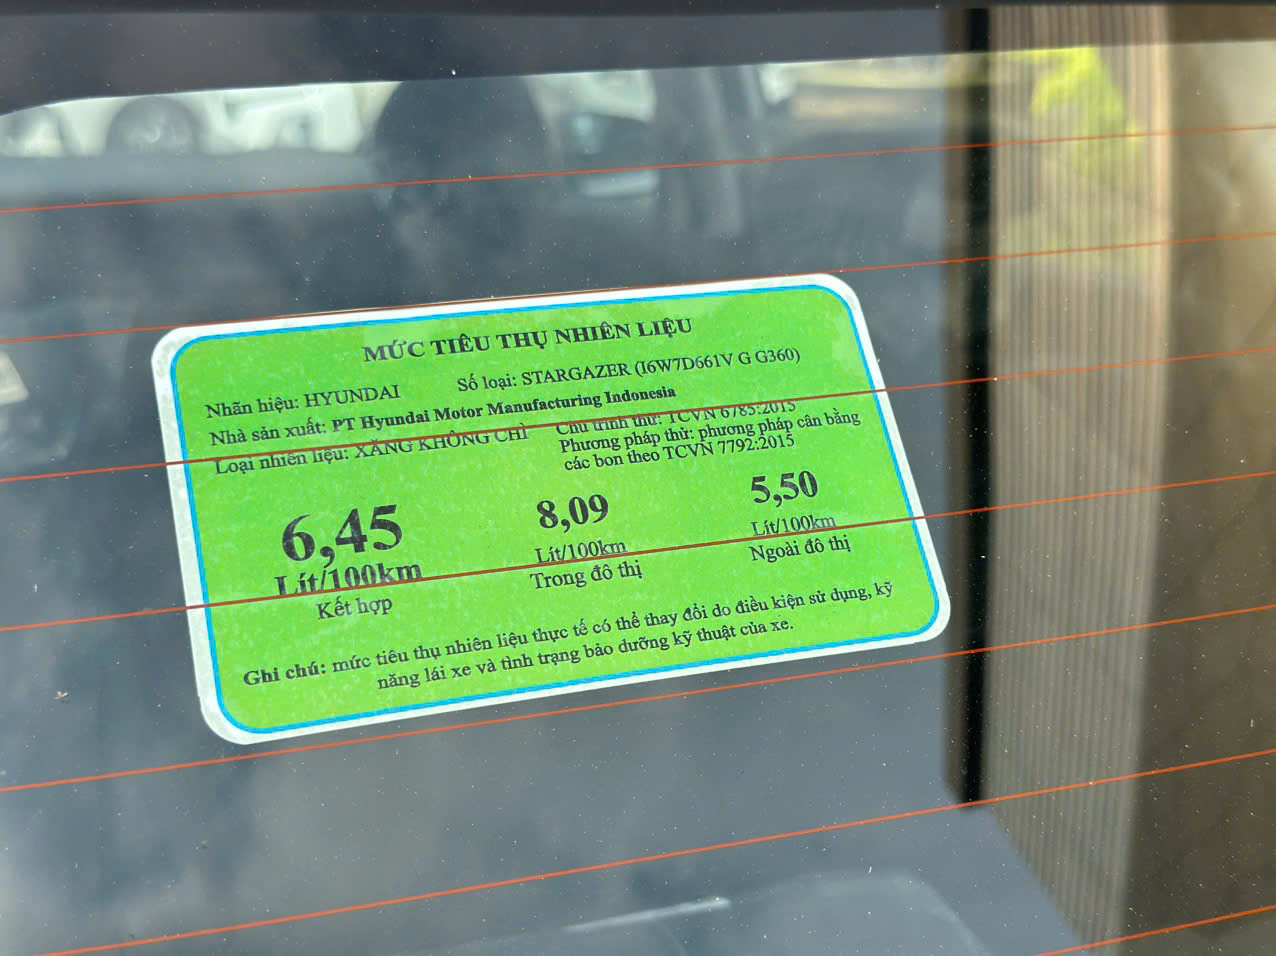 MỨC TIÊU THỤ NHIÊN LIỆU
Nhãn hiệu: HYUNDAI Số loại: STARGAZER (I6W7D661V G G360)
Nhà sản xuất: PT Hyundai Motor Manufacturing Indonesia
Loại nhiên liệu: XĂNG KHÔNG CHÌ
Chu trình thử: TCVN 6785:2015
Phương pháp thử: phương pháp cân bằng
các bon theo TCVN 7792:2015
6,45
Lít/100km
Kết hợp
8,09
Lít/100km
Trong đô thị
5,50
Lít/100km
Ngoài đô thị
Ghi chú: mức tiêu thụ nhiên liệu thực tế có thể thay đổi do điều kiện sử dụng, kỹ
năng lái xe và tình trạng bảo dưỡng kỹ thuật của xe.